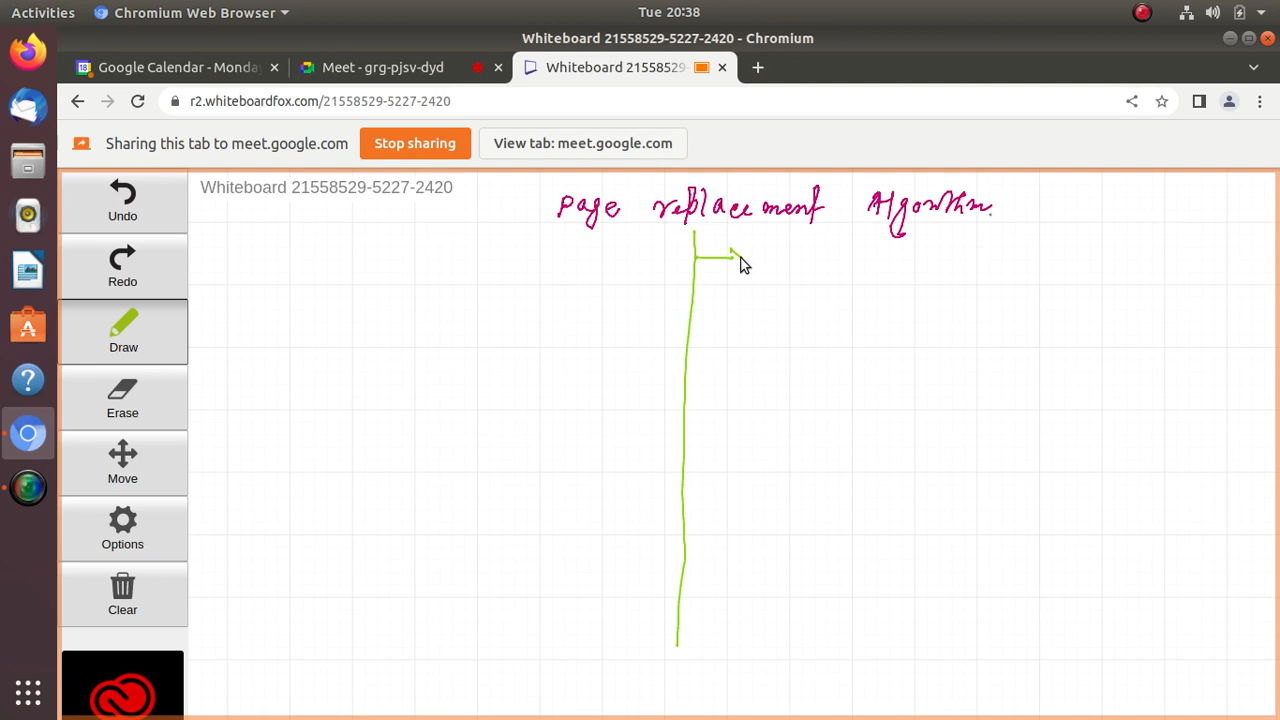 Activities Chromium Web Browser Tue 20:38
Whiteboard 21558529-5227-2420 - Chromium
Google Calendar - Monda Meet - grg-pjsv-dyd Whiteboard 21558529-
r2.whiteboardfox.com/21558529-5227-2420
Sharing this tab to meet.google.com Stop sharing View tab: meet.google.com
Whiteboard 21558529-5227-2420
Page replacement Algorithm.
Undo
Redo
Draw
Erase
Move
Options
Clear